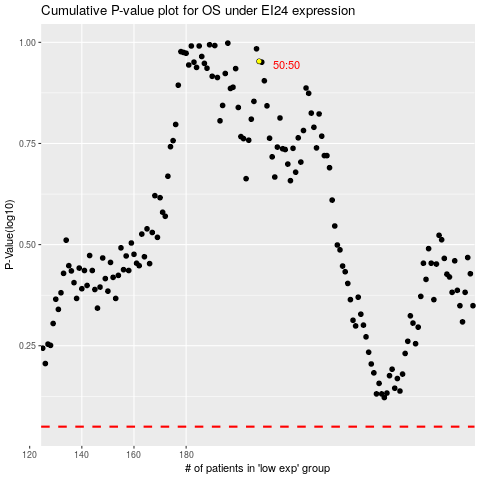 Cumulative P-value plot for OS under EI24 expression
1.00
50:50
0.75
P-Value(log10)
0.50
0.25
120 140 160 180
# of patients in 'low exp' group